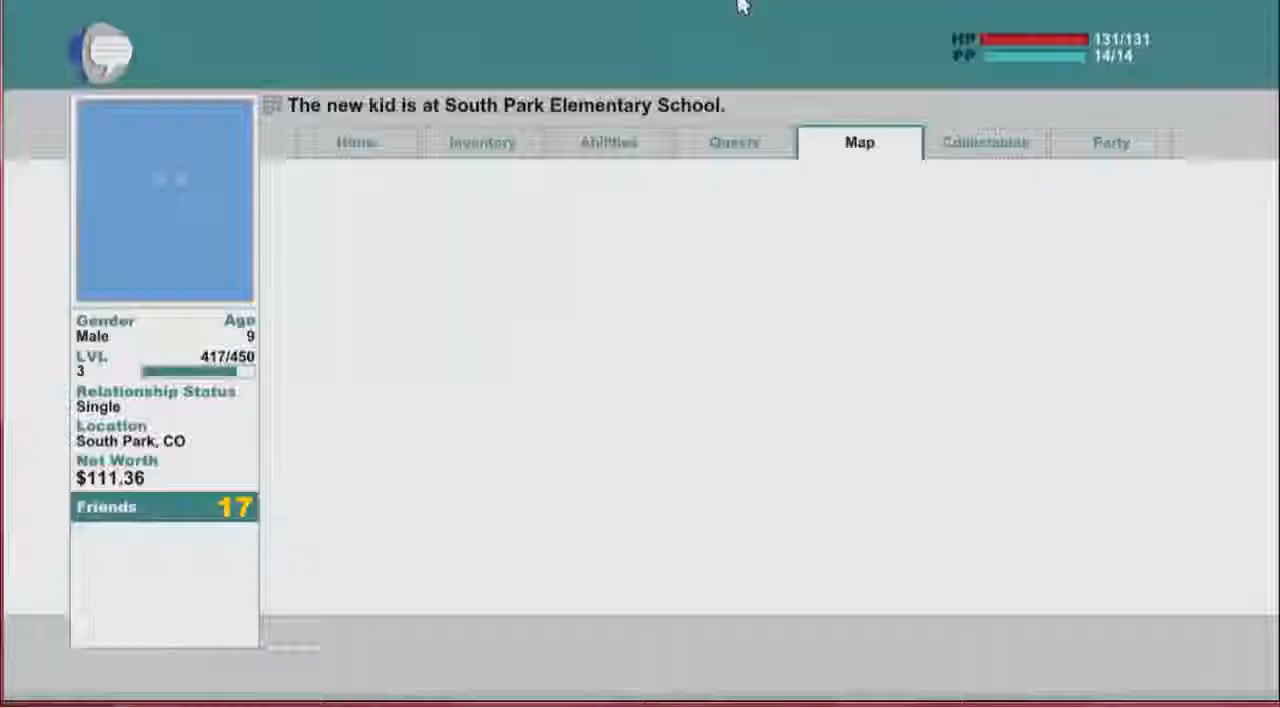 HP 131/131
PP 14/14
The new kid is at South Park Elementary School.
Home Inventory Abilities Quests Map Collectables Party
Gender Age
Male 9
LVL 417/450
3
Relationship Status
Single
Location
South Park, CO
Net Worth
$111.36
Friends 17